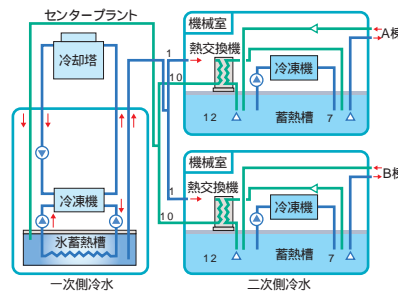 センタープラント
冷却塔
冷凍機
氷蓄熱槽
一次側冷水
機械室
熱交換機
冷凍機
蓄熱槽
1
10
12
7
A棟
機械室
熱交換機
冷凍機
蓄熱槽
1
10
12
7
B棟
二次側冷水